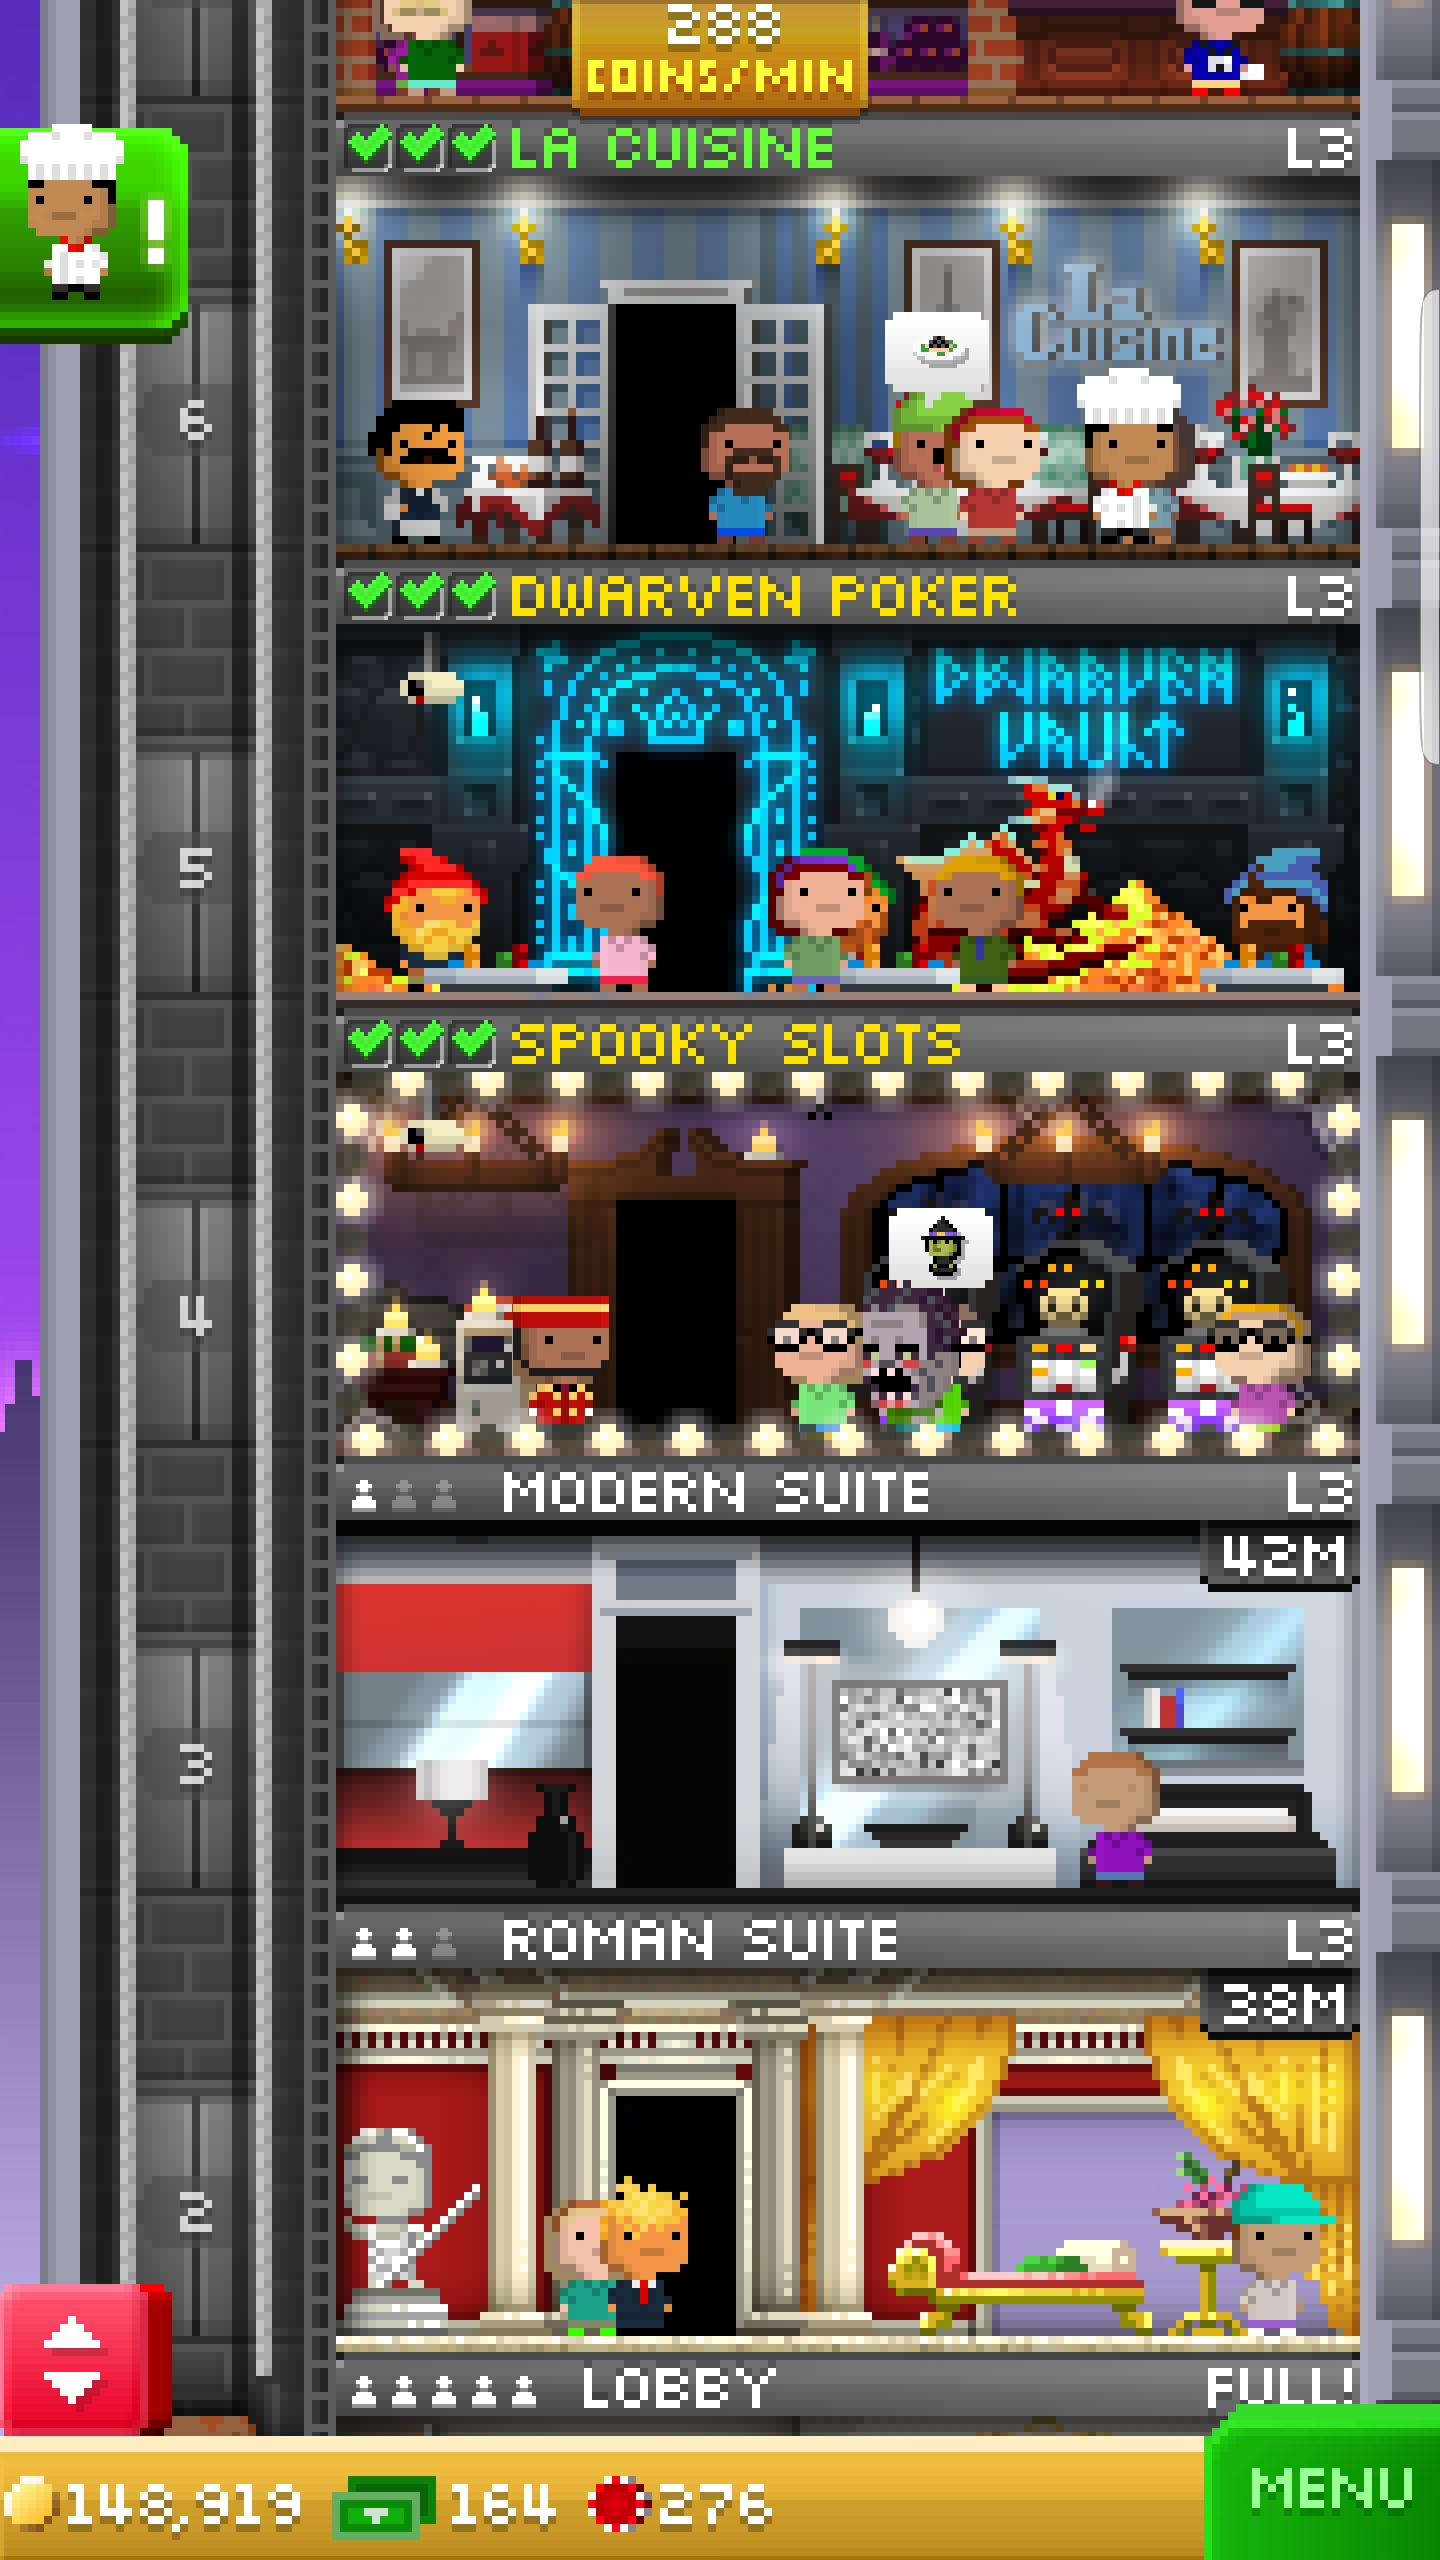 288
COINS/MIN
LA CUISINE L3
!
La
Cuisine
6
DWARVEN POKER L3
DWARVEN
VAULT
5
SPOOKY SLOTS L3
4
MODERN SUITE L3
42M
3
ROMAN SUITE L3
38M
2
LOBBY FULL!
148,919 164 276
MENU